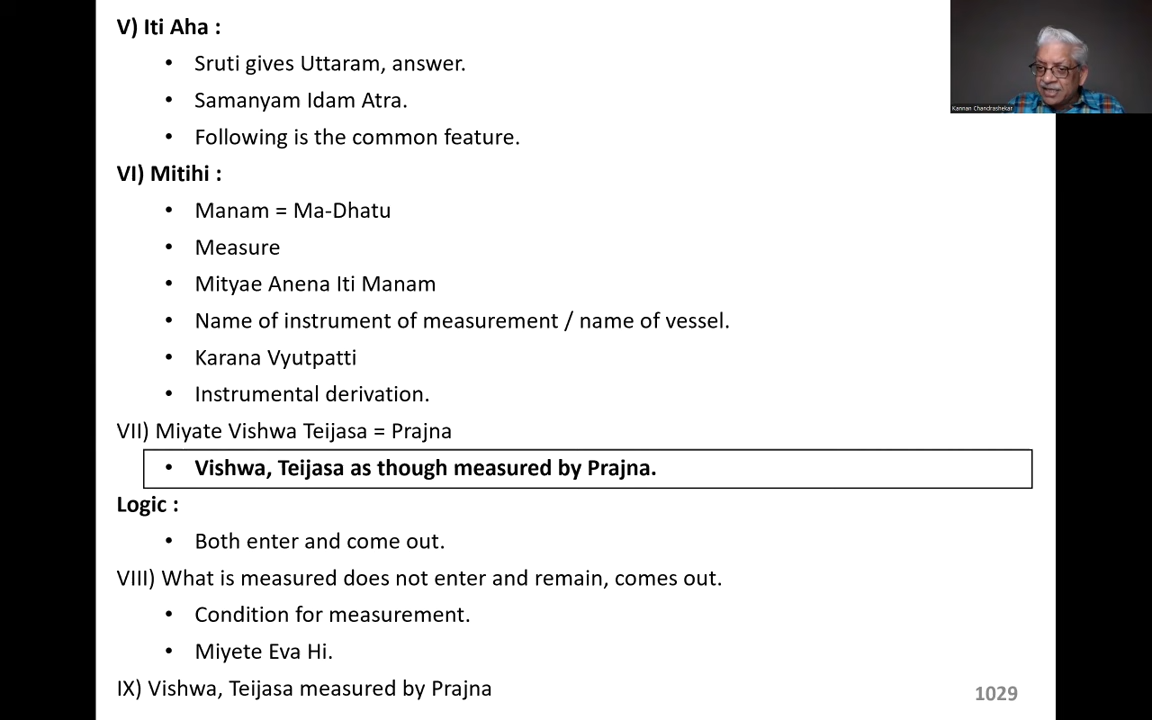 V) Iti Aha :
• Sruti gives Uttaram, answer.
• Samanyam Idam Atra.
• Following is the common feature.
VI) Mitihi :
• Manam = Ma-Dhatu
• Measure
• Mityae Anena Iti Manam
• Name of instrument of measurement / name of vessel.
• Karana Vyutpatti
• Instrumental derivation.
VII) Miyate Vishwa Teijasa = Prajna
• Vishwa, Teijasa as though measured by Prajna.
Logic :
• Both enter and come out.
VIII) What is measured does not enter and remain, comes out.
• Condition for measurement.
• Miyete Eva Hi.
IX) Vishwa, Teijasa measured by Prajna
1029
Kannan Chandrashekar